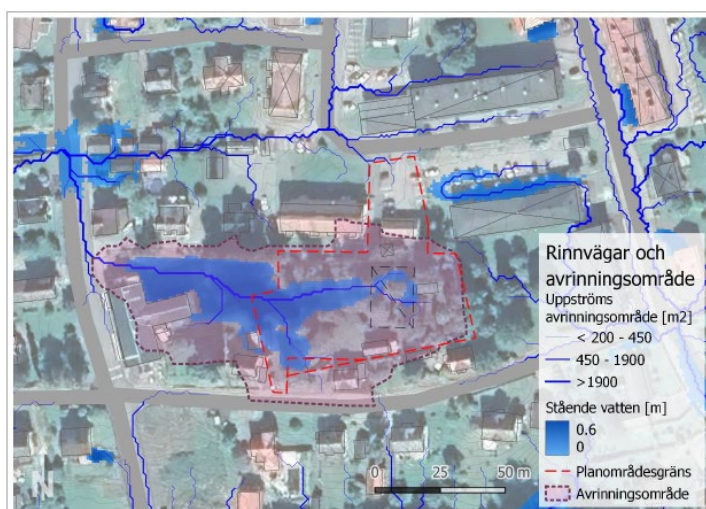 Rinnvägar och
avrinningsområde
Uppströms
avrinningsområde [m2]
< 200 - 450
450 - 1900
>1900
Stående vatten [m]
0.6
0
Planområdesgräns
Avrinningsområde
0 25 50 m
N